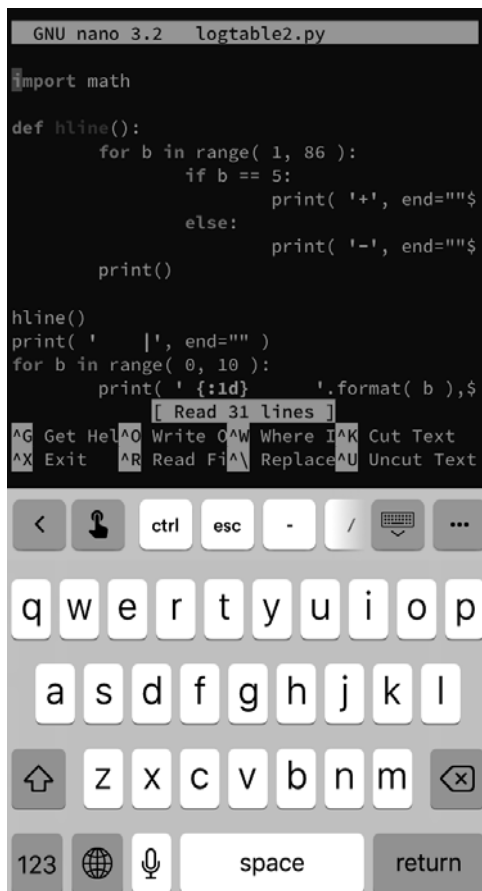 GNU nano 3.2   logtable2.py
import math
def hline():
        for b in range( 1, 86 ):
                if b == 5:
                        print( '+', end=""$
                else:
                        print( '-', end=""$
        print()
hline()
print( '    |', end="" )
for b in range( 0, 10 ):
        print( ' {:1d}      '.format( b ),$
[ Read 31 lines ]
^G Get Hel^O Write O^W Where I^K Cut Text
^X Exit   ^R Read Fi^\ Replace^U Uncut Text
< ctrl esc - / ...
q w e r t y u i o p
a s d f g h j k l
z x c v b n m
123 space return